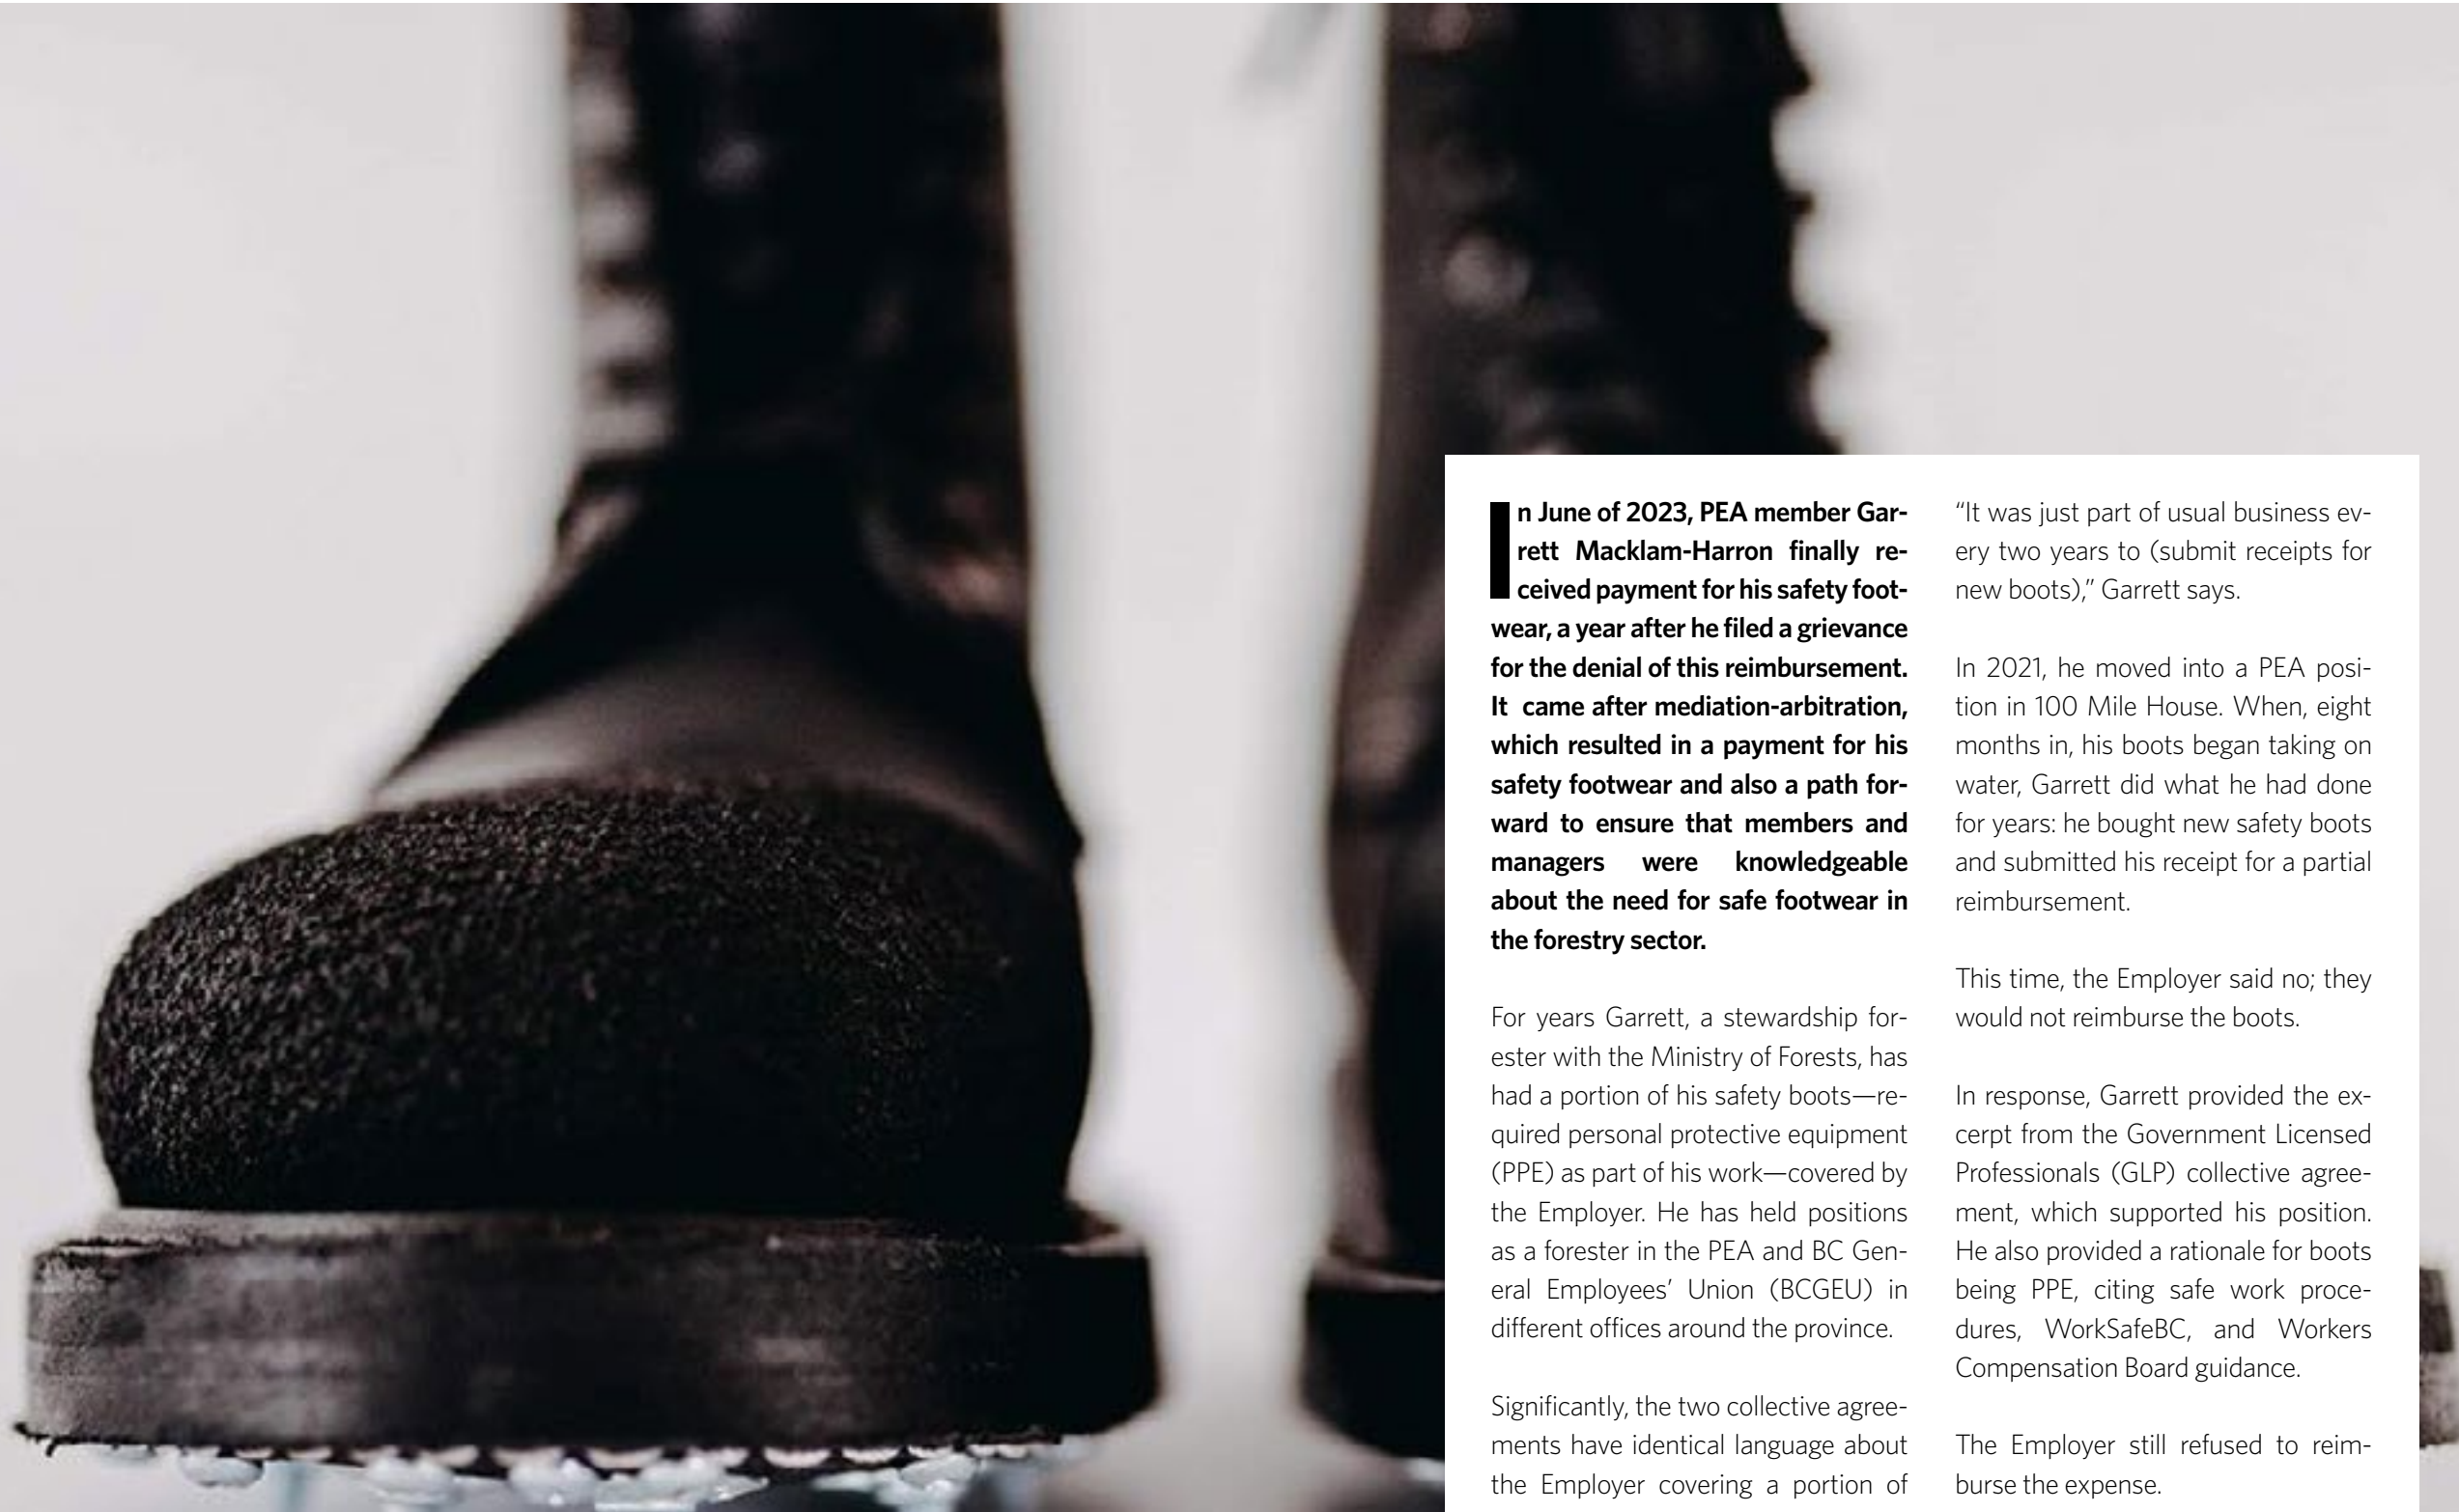 In June of 2023, PEA member Gar-
rett Macklam-Harron finally re-
ceived payment for his safety foot-
wear, a year after he filed a grievance
for the denial of this reimbursement.
It came after mediation-arbitration,
which resulted in a payment for his
safety footwear and also a path for-
ward to ensure that members and
managers were knowledgeable
about the need for safe footwear in
the forestry sector.
For years Garrett, a stewardship for-
ester with the Ministry of Forests, has
had a portion of his safety boots—re-
quired personal protective equipment
(PPE) as part of his work—covered by
the Employer. He has held positions
as a forester in the PEA and BC Gen-
eral Employees’ Union (BCGEU) in
different offices around the province.
Significantly, the two collective agree-
ments have identical language about
the Employer covering a portion of
“It was just part of usual business ev-
ery two years to (submit receipts for
new boots),” Garrett says.
In 2021, he moved into a PEA posi-
tion in 100 Mile House. When, eight
months in, his boots began taking on
water, Garrett did what he had done
for years: he bought new safety boots
and submitted his receipt for a partial
reimbursement.
This time, the Employer said no; they
would not reimburse the boots.
In response, Garrett provided the ex-
cerpt from the Government Licensed
Professionals (GLP) collective agree-
ment, which supported his position.
He also provided a rationale for boots
being PPE, citing safe work proce-
dures, WorkSafeBC, and Workers
Compensation Board guidance.
The Employer still refused to reim-
burse the expense.